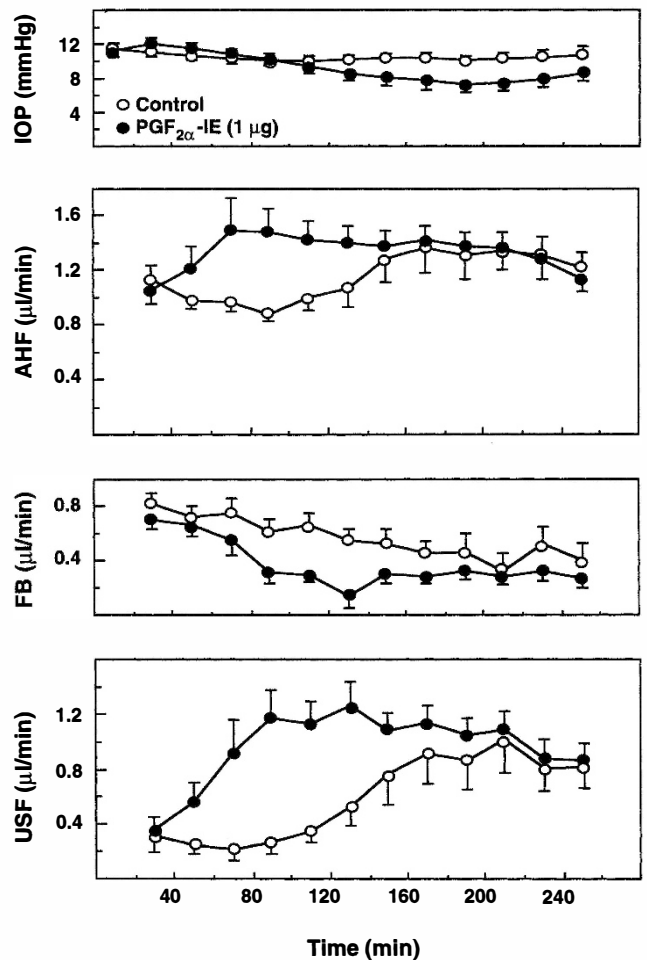 IOP (mmHg)
12
8
4
Control
PGF2α-IE (1 μg)
AHF (μl/min)
1.6
1.2
0.8
0.4
FB (μl/min)
0.8
0.4
USF (μl/min)
1.2
0.8
0.4
40 80 120 160 200 240
Time (min)